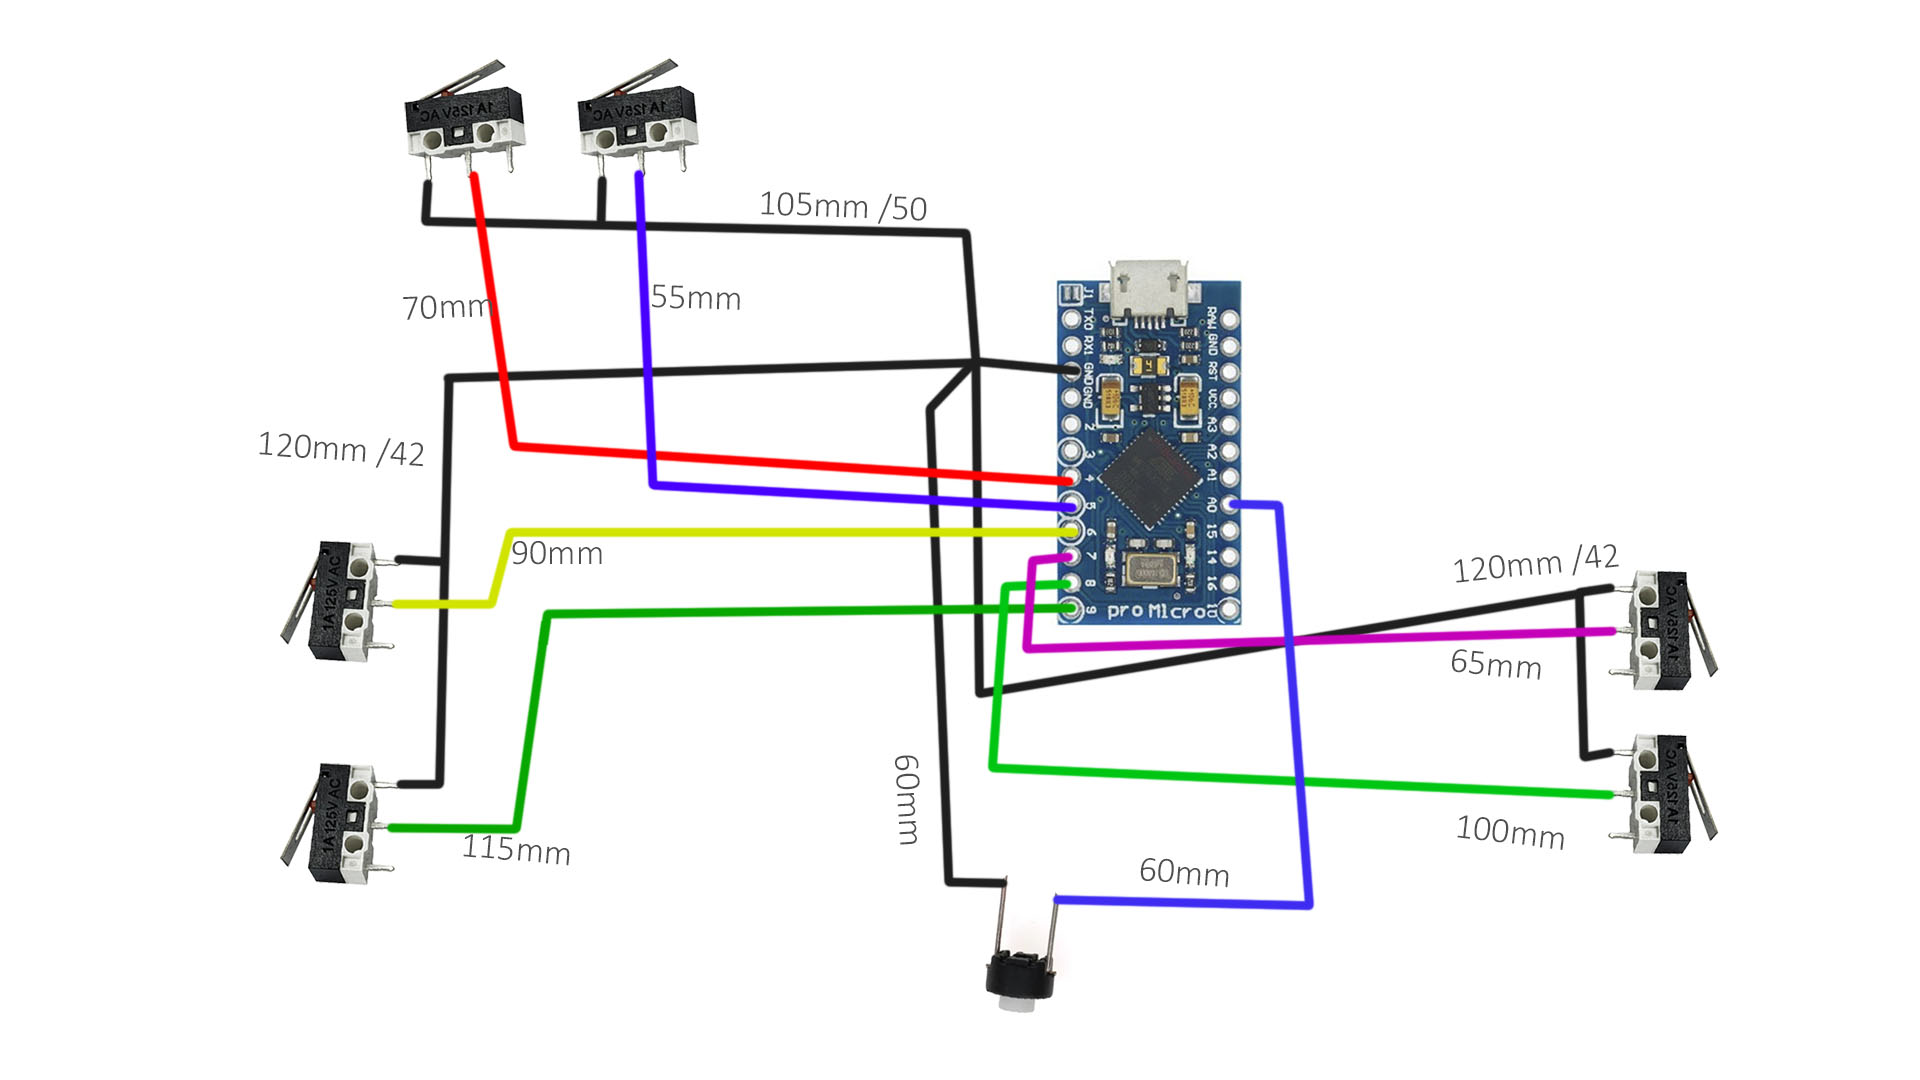 1A 125V AC
1A 125V AC
105mm /50
70mm
55mm
J1
TX0
RX1
GND
GND
2
3
4
5
6
7
8
9
RAW
GND
RST
VCC
A3
A2
A1
A0
15
14
16
10
pro Micro
120mm /42
90mm
1A 125V AC
120mm /42
65mm
1A 125V AC
60mm
1A 125V AC
115mm
100mm
1A 125V AC
60mm